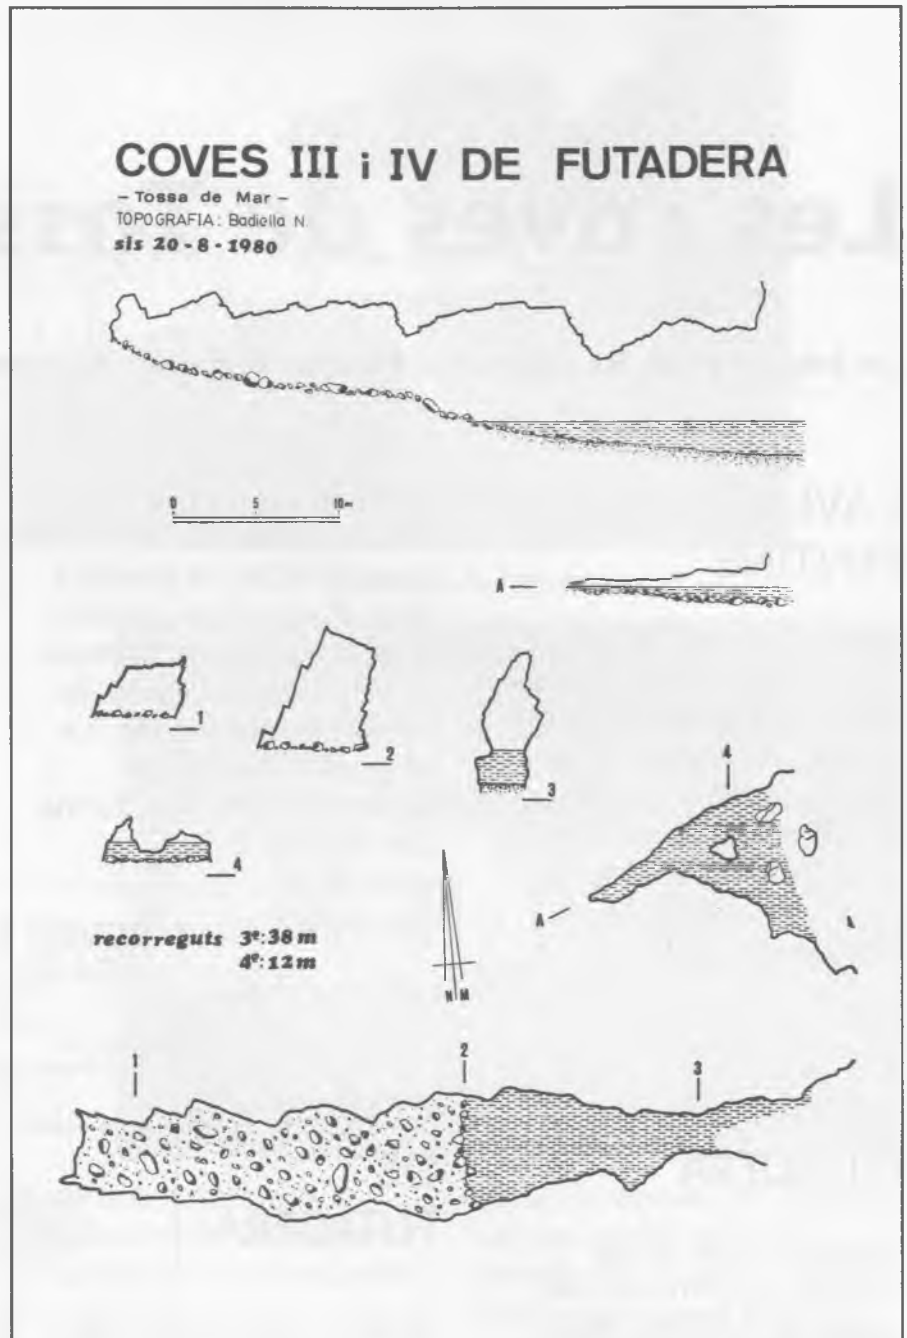 COVES III i IV DE FUTADERA
– Tossa de Mar –
TOPOGRAFIA: Badiella N.
sis 20-8-1980
0 5 10m
A
1
2
3
4
4
A
recorreguts 3ª:38 m
4ª:12 m
N M
1 2 3